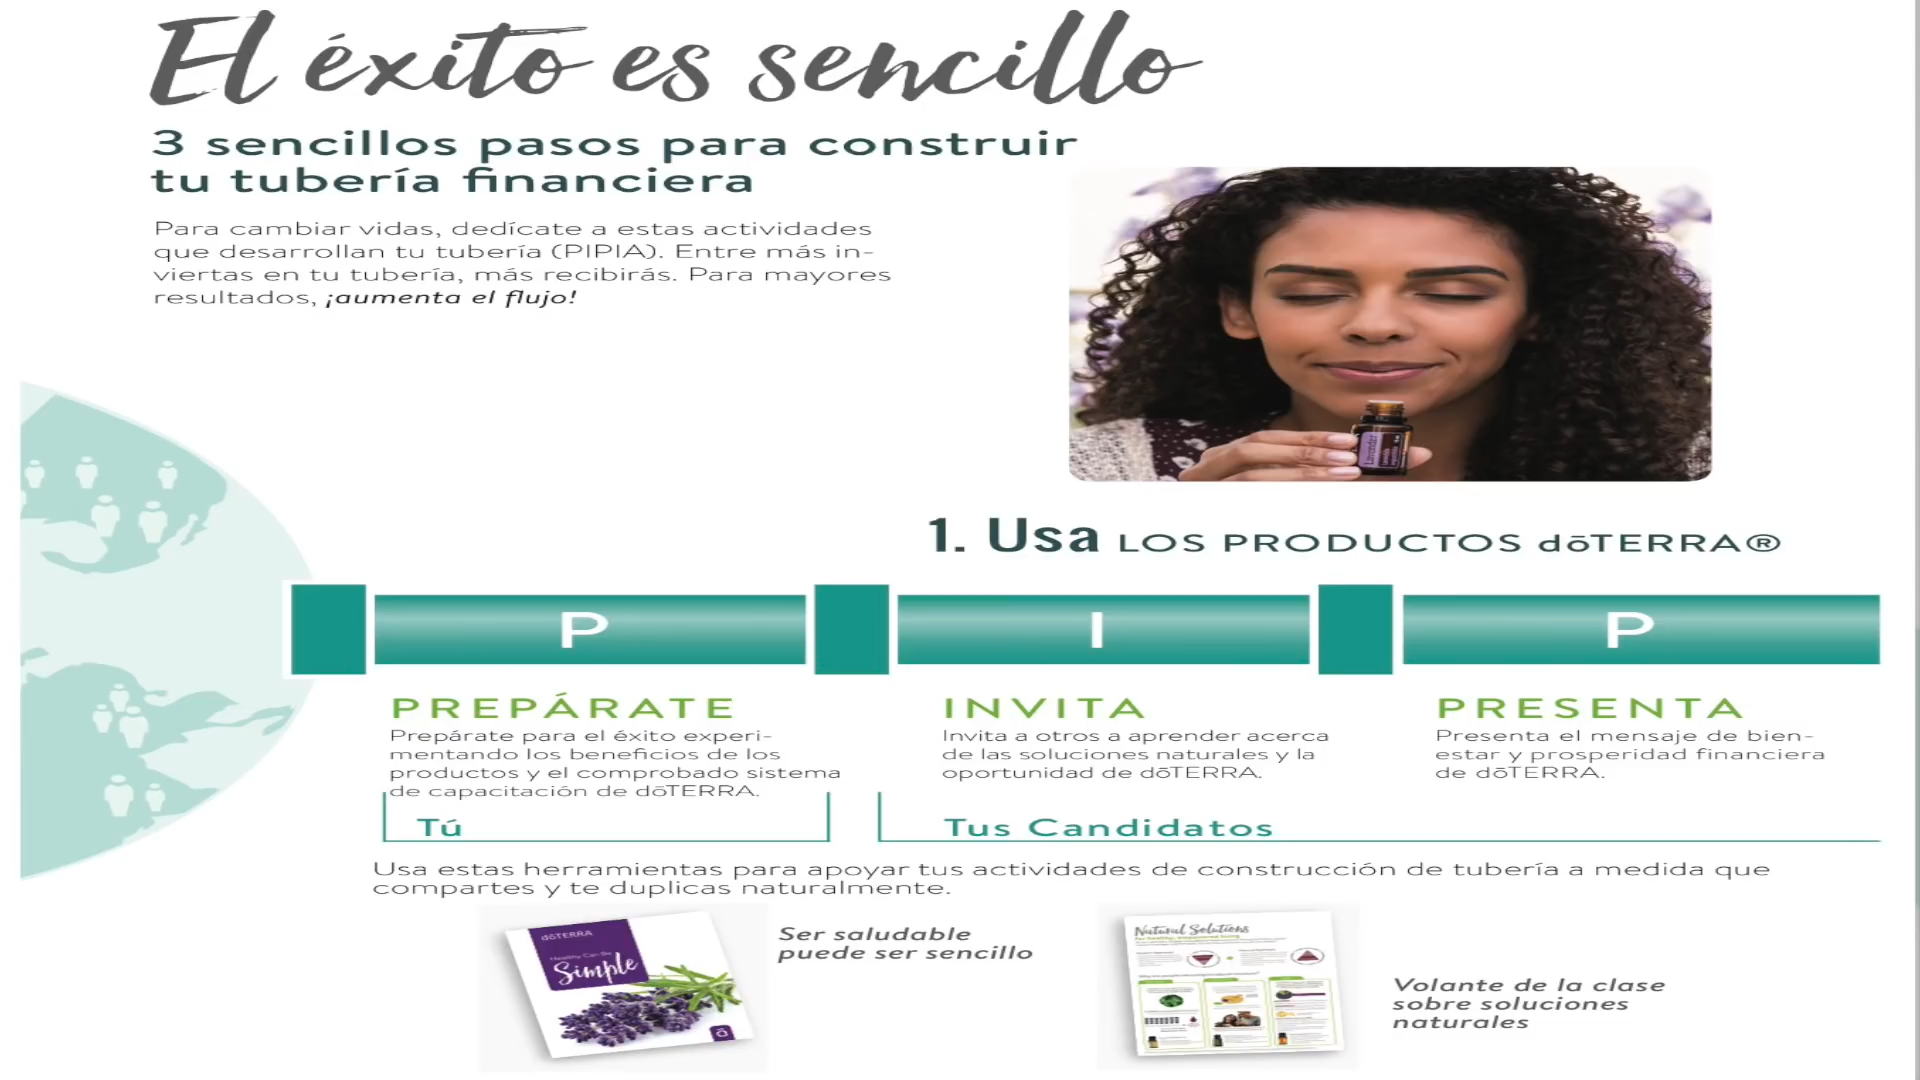 El éxito es sencillo
3 sencillos pasos para construir
tu tubería financiera
Para cambiar vidas, dedícate a estas actividades
que desarrollan tu tubería (PIPIA). Entre más in-
viertas en tu tubería, más recibirás. Para mayores
resultados, ¡aumenta el flujo!
Lavender
1. Usa LOS PRODUCTOS dōTERRA®
P I P
PREPÁRATE
Prepárate para el éxito experi-
mentando los beneficios de los
productos y el comprobado sistema
de capacitación de dōTERRA.
Tú
INVITA
Invita a otros a aprender acerca
de las soluciones naturales y la
oportunidad de dōTERRA.
PRESENTA
Presenta el mensaje de bien-
estar y prosperidad financiera
de dōTERRA.
Tus Candidatos
Usa estas herramientas para apoyar tus actividades de construcción de tubería a medida que
compartes y te duplicas naturalmente.
dōTERRA
Healthy Can Be
Simple
Ser saludable
puede ser sencillo
Natural Solutions
Volante de la clase
sobre soluciones
naturales